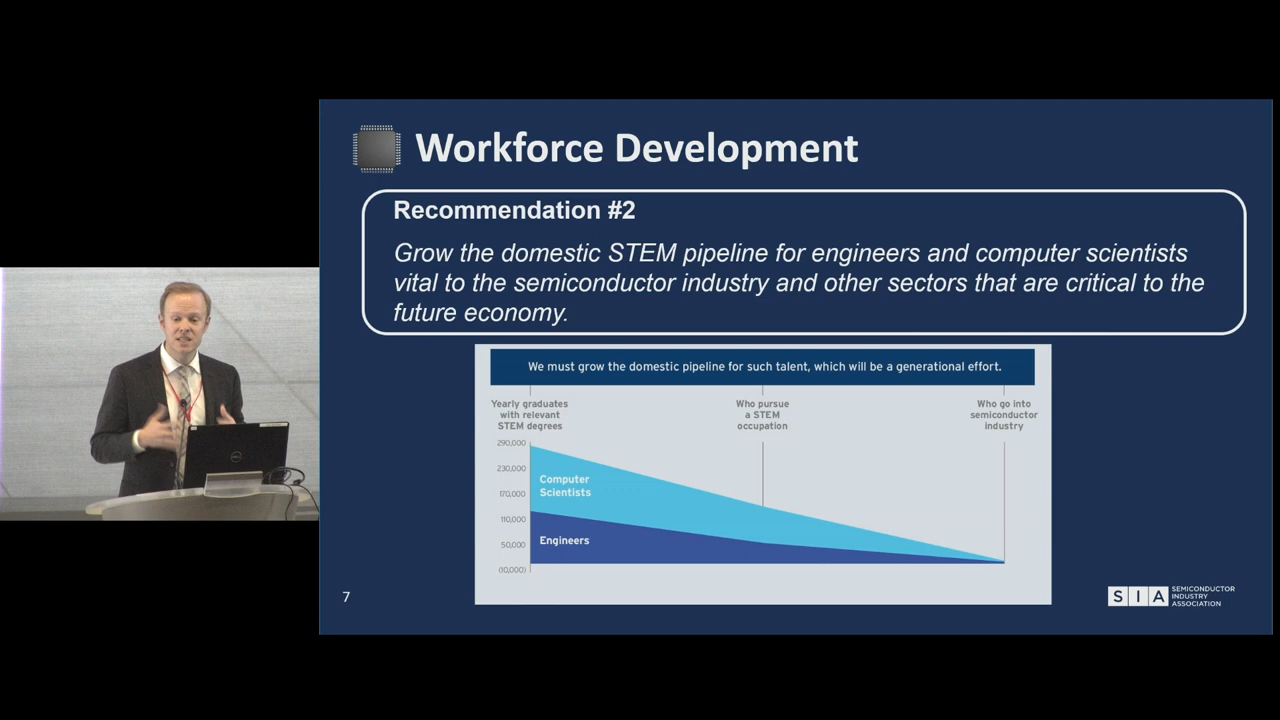 Workforce Development
Recommendation #2
Grow the domestic STEM pipeline for engineers and computer scientists
vital to the semiconductor industry and other sectors that are critical to the
future economy.
We must grow the domestic pipeline for such talent, which will be a generational effort.
Yearly graduates
with relevant
STEM degrees
Who pursue
a STEM
occupation
Who go into
semiconductor
industry
290,000
230,000
170,000
110,000
50,000
(10,000)
Computer
Scientists
Engineers
DELL
7
SIA
SEMICONDUCTOR
INDUSTRY
ASSOCIATION